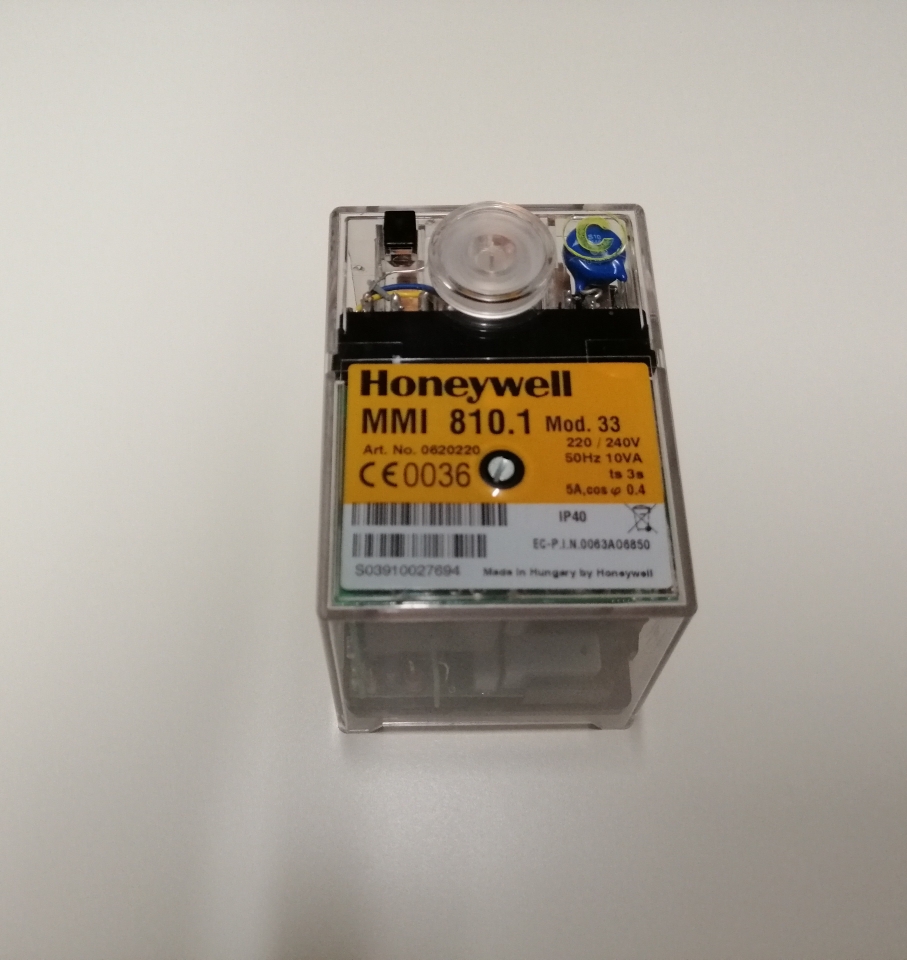 C
Honeywell
MMI 810.1 Mod. 33
Art. No. 0620220
220 / 240V
50Hz 10VA
CE0036
ts 3s
5A,cos φ 0.4
IP40
EC-P.I.N.0063A06850
S03910027694 Made in Hungary by Honeywell